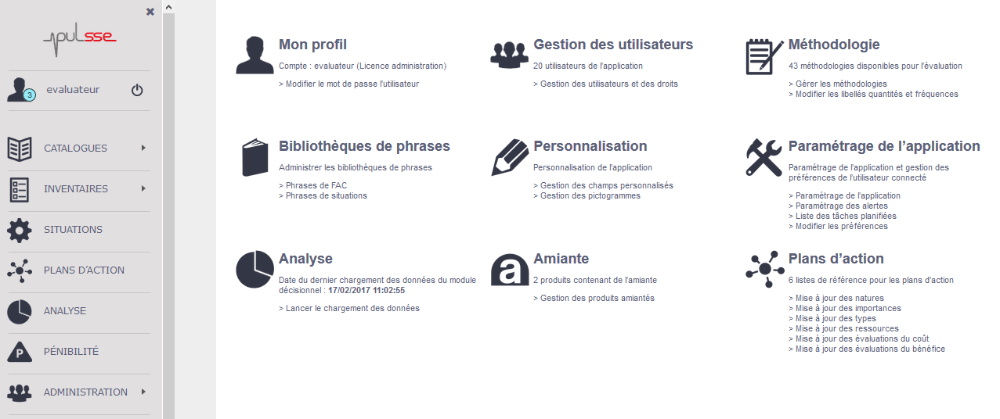 ✖
pulsse
3
evaluateur
CATALOGUES
INVENTAIRES
SITUATIONS
PLANS D’ACTION
ANALYSE
P
PÉNIBILITÉ
ADMINISTRATION
Mon profil
Compte : evaluateur (Licence administration)
> Modifier le mot de passe l'utilisateur
Gestion des utilisateurs
20 utilisateurs de l'application
> Gestion des utilisateurs et des droits
Méthodologie
43 méthodologies disponibles pour l'évaluation
> Gérer les méthodologies
> Modifier les libellés quantités et fréquences
Bibliothèques de phrases
Administrer les bibliothèques de phrases
> Phrases de FAC
> Phrases de situations
Personnalisation
Personnalisation de l'application
> Gestion des champs personnalisés
> Gestion des pictogrammes
Paramétrage de l’application
Paramétrage de l'application et gestion des
préférences de l'utilisateur connecté
> Paramétrage de l'application
> Paramétrage des alertes
> Liste des tâches planifiées
> Modifier les préférences
Analyse
Date du dernier chargement des données du module
décisionnel : 17/02/2017 11:02:55
> Lancer le chargement des données
a
Amiante
2 produits contenant de l'amiante
> Gestion des produits amiantés
Plans d’action
6 listes de référence pour les plans d'action
> Mise à jour des natures
> Mise à jour des importances
> Mise à jour des types
> Mise à jour des ressources
> Mise à jour des évaluations du coût
> Mise à jour des évaluations du bénéfice